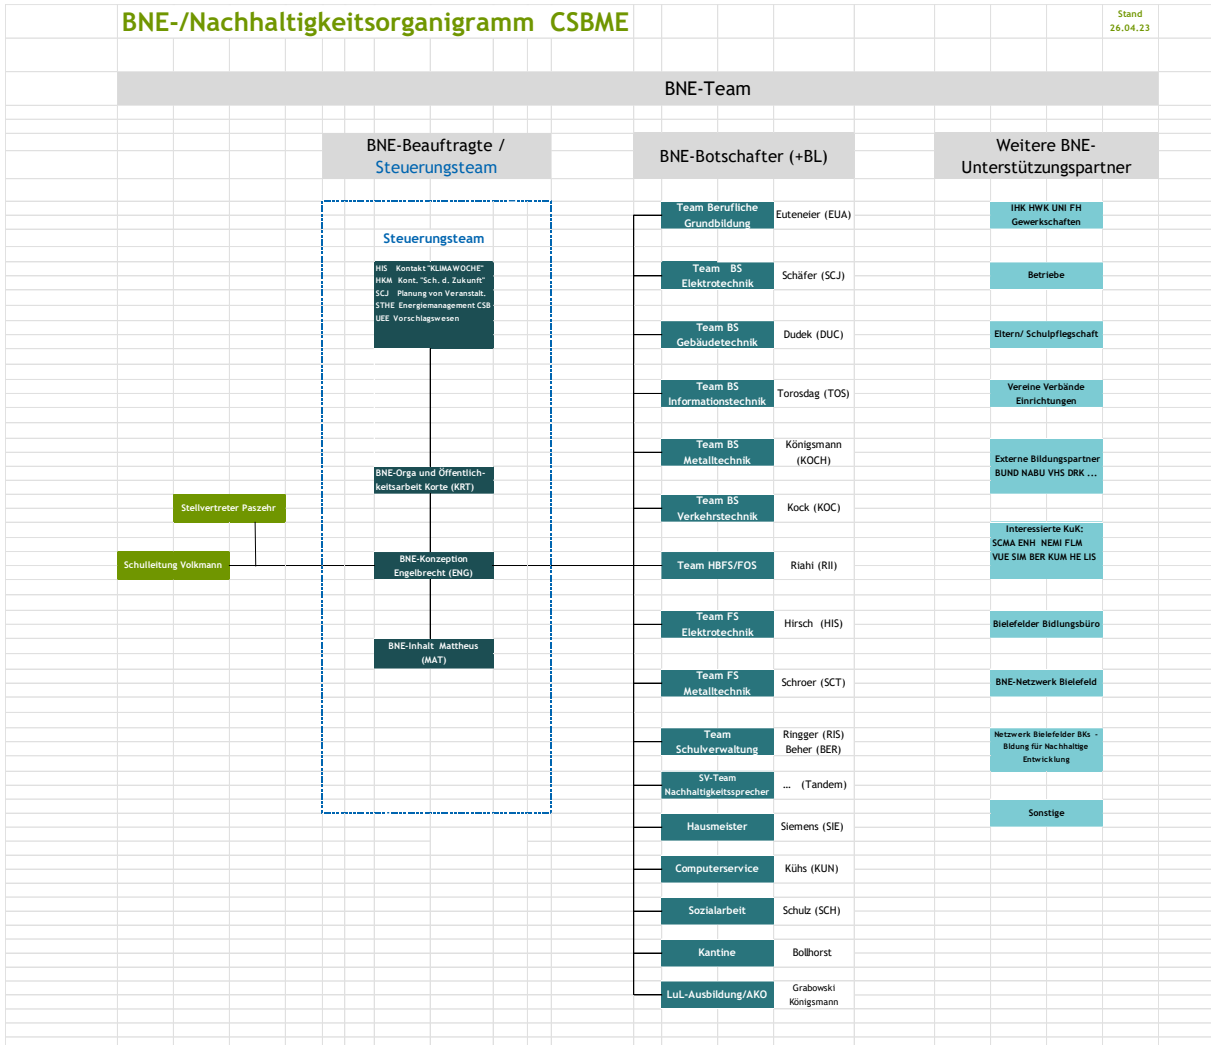 BNE-/Nachhaltigkeitsorganigramm CSBME
Stand
26.04.23
BNE-Team
BNE-Beauftragte /
Steuerungsteam
BNE-Botschafter (+BL)
Weitere BNE-
Unterstützungspartner
Steuerungsteam
HIS Kontakt "KLIMAWOCHE"
HKM Kont. "Sch. d. Zukunft"
SCJ Planung von Veranstalt.
STHE Energiemanagement CSB
UEE Vorschlagswesen
BNE-Orga und Öffentlich-
keitsarbeit Korte (KRT)
Stellvertreter Paszehr
Schulleitung Volkmann
BNE-Konzeption
Engelbrecht (ENG)
BNE-Inhalt Mattheus
(MAT)
Team Berufliche
Grundbildung
Euteneier (EUA)
Team BS
Elektrotechnik
Schäfer (SCJ)
Team BS
Gebäudetechnik
Dudek (DUC)
Team BS
Informationstechnik
Torosdag (TOS)
Team BS
Metalltechnik
Königsmann
(KOCH)
Team BS
Verkehrstechnik
Kock (KOC)
Team HBFS/FOS
Riahi (RII)
Team FS
Elektrotechnik
Hirsch (HIS)
Team FS
Metalltechnik
Schroer (SCT)
Team
Schulverwaltung
Ringger (RIS)
Beher (BER)
SV-Team
Nachhaltigkeitssprecher
... (Tandem)
Hausmeister
Siemens (SIE)
Computerservice
Kühs (KUN)
Sozialarbeit
Schulz (SCH)
Kantine
Bollhorst
LuL-Ausbildung/AKO
Grabowski
Königsmann
IHK HWK UNI FH
Gewerkschaften
Betriebe
Eltern/ Schulpflegschaft
Vereine Verbände
Einrichtungen
Externe Bildungspartner
BUND NABU VHS DRK ...
Interessierte KuK:
SCMA ENH NEMI FLM
VUE SIM BER KUM HE LIS
Bielefelder Bidlungsbüro
BNE-Netzwerk Bielefeld
Netzwerk Bielefelder BKs -
Bldung für Nachhaltige
Entwicklung
Sonstige